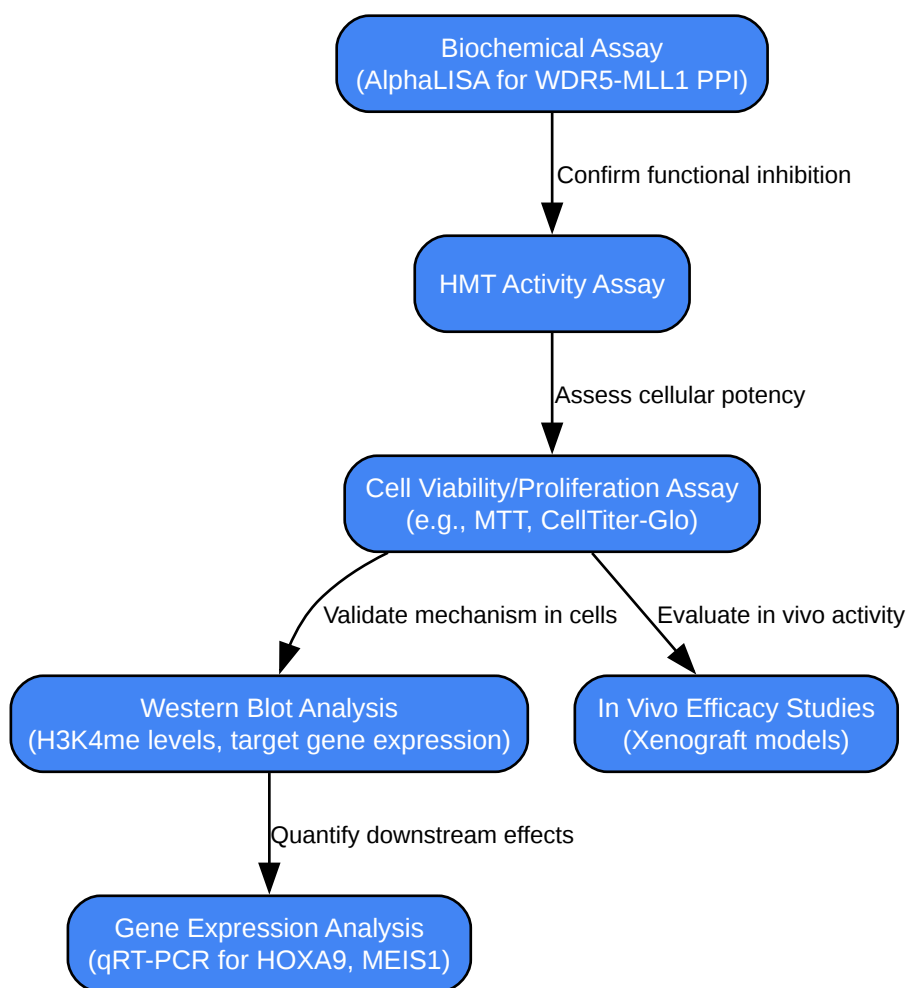 Biochemical Assay
(AlphaLISA for WDR5-MLL1 PPI)
Confirm functional inhibition
HMT Activity Assay
Assess cellular potency
Cell Viability/Proliferation Assay
(e.g., MTT, CellTiter-Glo)
Validate mechanism in cells
Evaluate in vivo activity
Western Blot Analysis
(H3K4me levels, target gene expression)
In Vivo Efficacy Studies
(Xenograft models)
Quantify downstream effects
Gene Expression Analysis
(qRT-PCR for HOXA9, MEIS1)